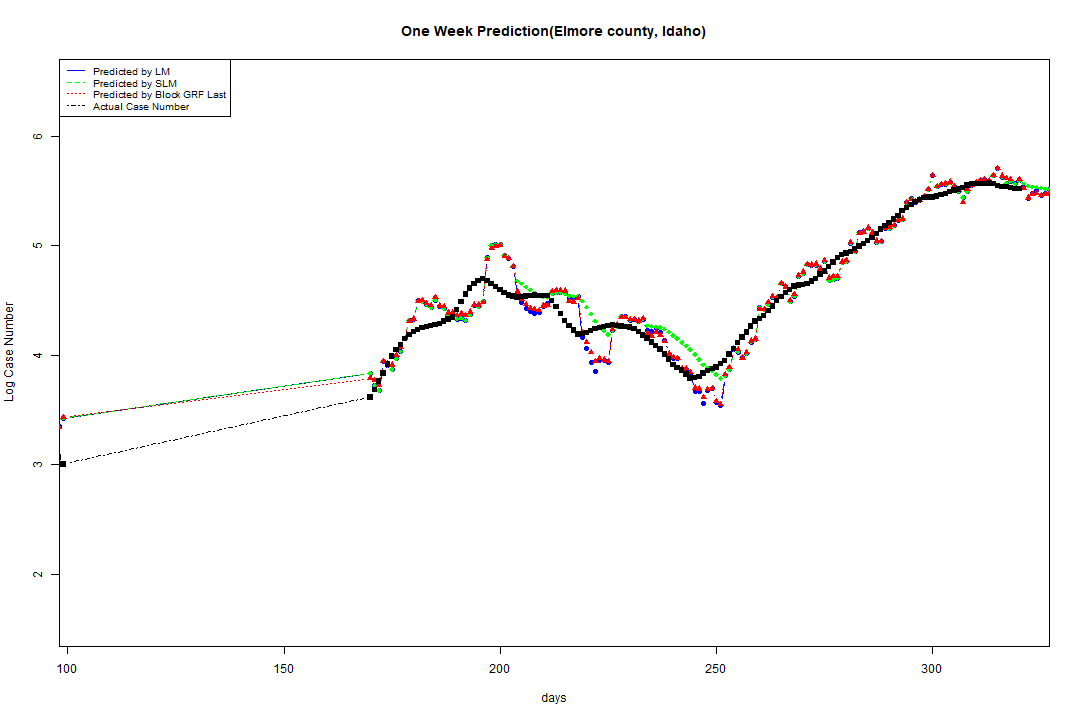 One Week Prediction(Elmore county, Idaho)
Predicted by LM
Predicted by SLM
Predicted by Block GRF Last
Actual Case Number
6
5
4
3
2
Log Case Number
100 150 200 250 300
days